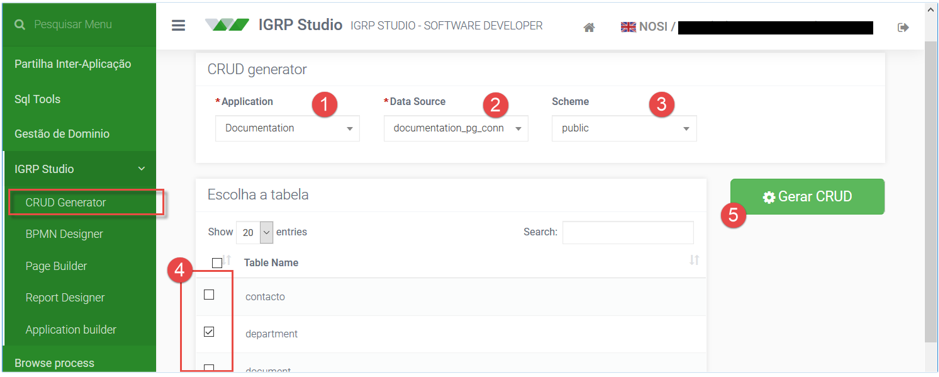 Pesquisar Menu
IGRP Studio IGRP STUDIO - SOFTWARE DEVELOPER
NOSI /
Partilha Inter-Aplicação
Sql Tools
Gestão de Dominio
IGRP Studio
CRUD Generator
BPMN Designer
Page Builder
Report Designer
Application builder
Browse process
CRUD generator
*Application 1
*Data Source 2
Scheme 3
Documentation
documentation_pg_conn
public
Escolha a tabela
Show 20 entries
Search:
Table Name
4
contacto
department
document
Gerar CRUD
5